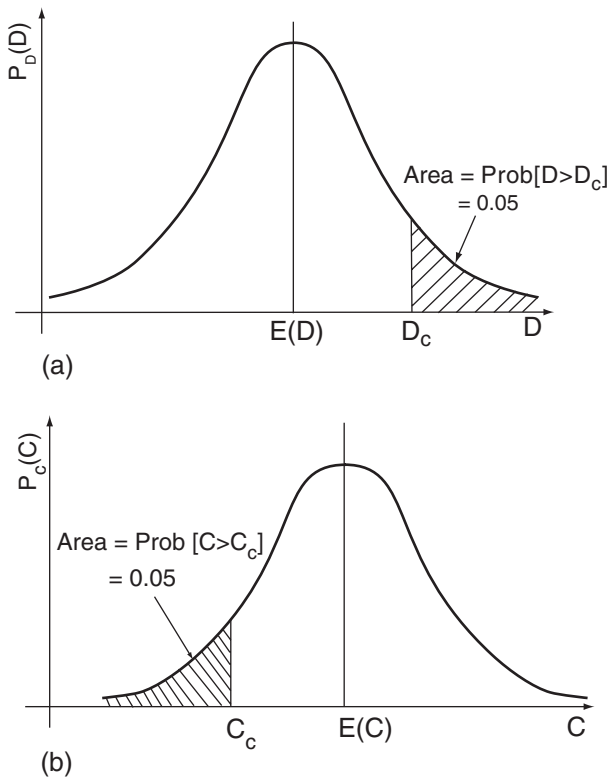 P_D(D)
Area = Prob[D>D_c]
= 0.05
E(D)
D_c
D
(a)
P_c(C)
Area = Prob [C>C_c]
= 0.05
C_c
E(C)
C
(b)